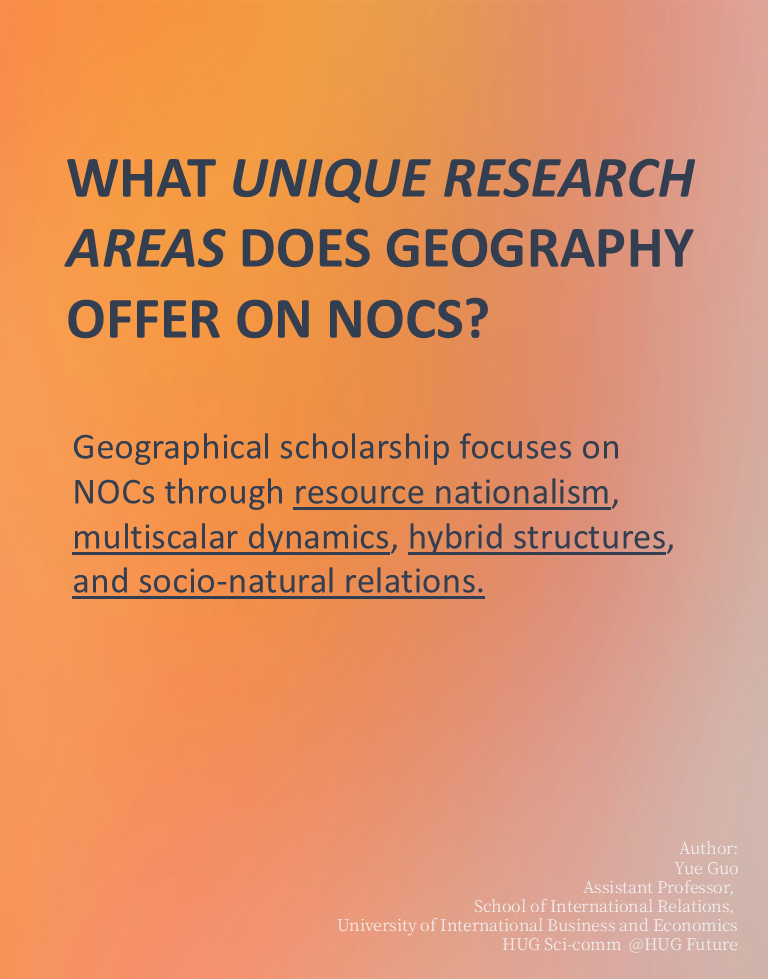 WHAT UNIQUE RESEARCH
AREAS DOES GEOGRAPHY
OFFER ON NOCS?
Geographical scholarship focuses on
NOCs through resource nationalism,
multiscalar dynamics, hybrid structures,
and socio-natural relations.
Author:
Yue Guo
Assistant Professor,
School of International Relations,
University of International Business and Economics
HUG Sci-comm @HUG Future